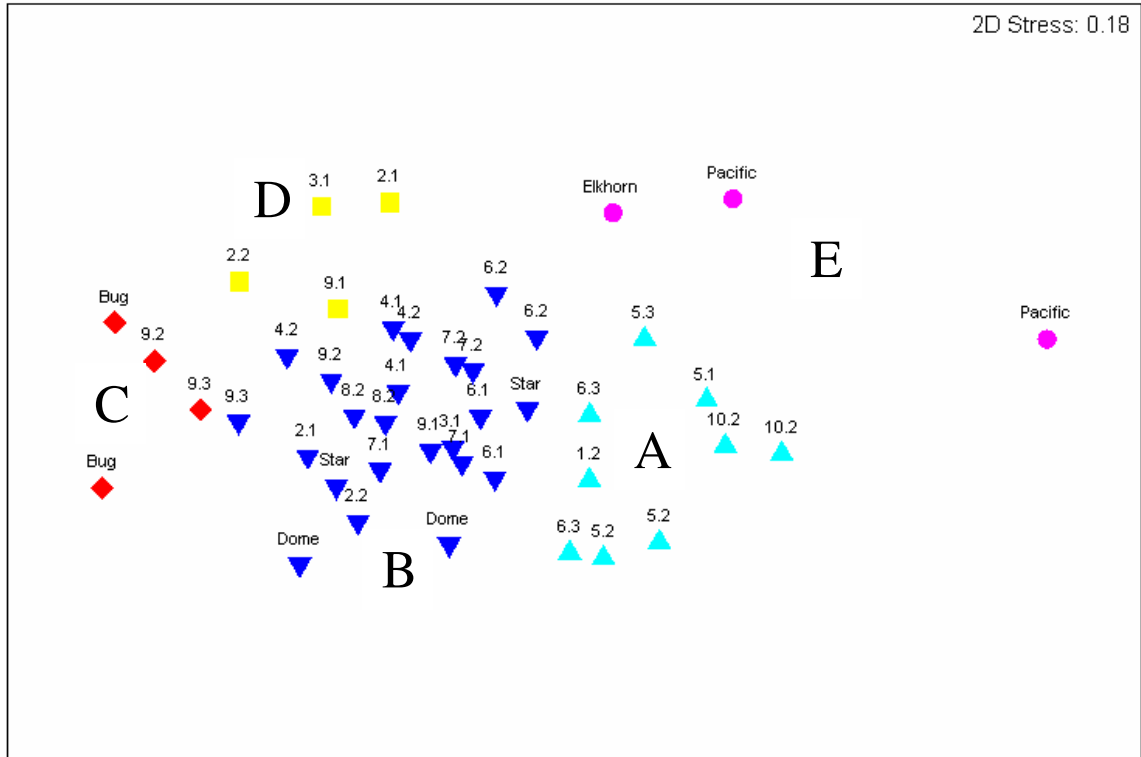 2D Stress: 0.18
Pacific
3.1
2.1
Elkhorn
D
E
2.2
6.2
9.1
Bug
4.1
4.2
6.2
5.3
Pacific
9.2
4.2
7.2
7.2
9.2
9.3
8.2
8.2
4.1
6.1
Star
6.3
5.1
C
9.3
10.2
10.2
9.1
3.1
7.1
2.1
Star
7.1
6.1
1.2
A
Bug
2.2
Dome
Dome
6.3
5.2
5.2
B